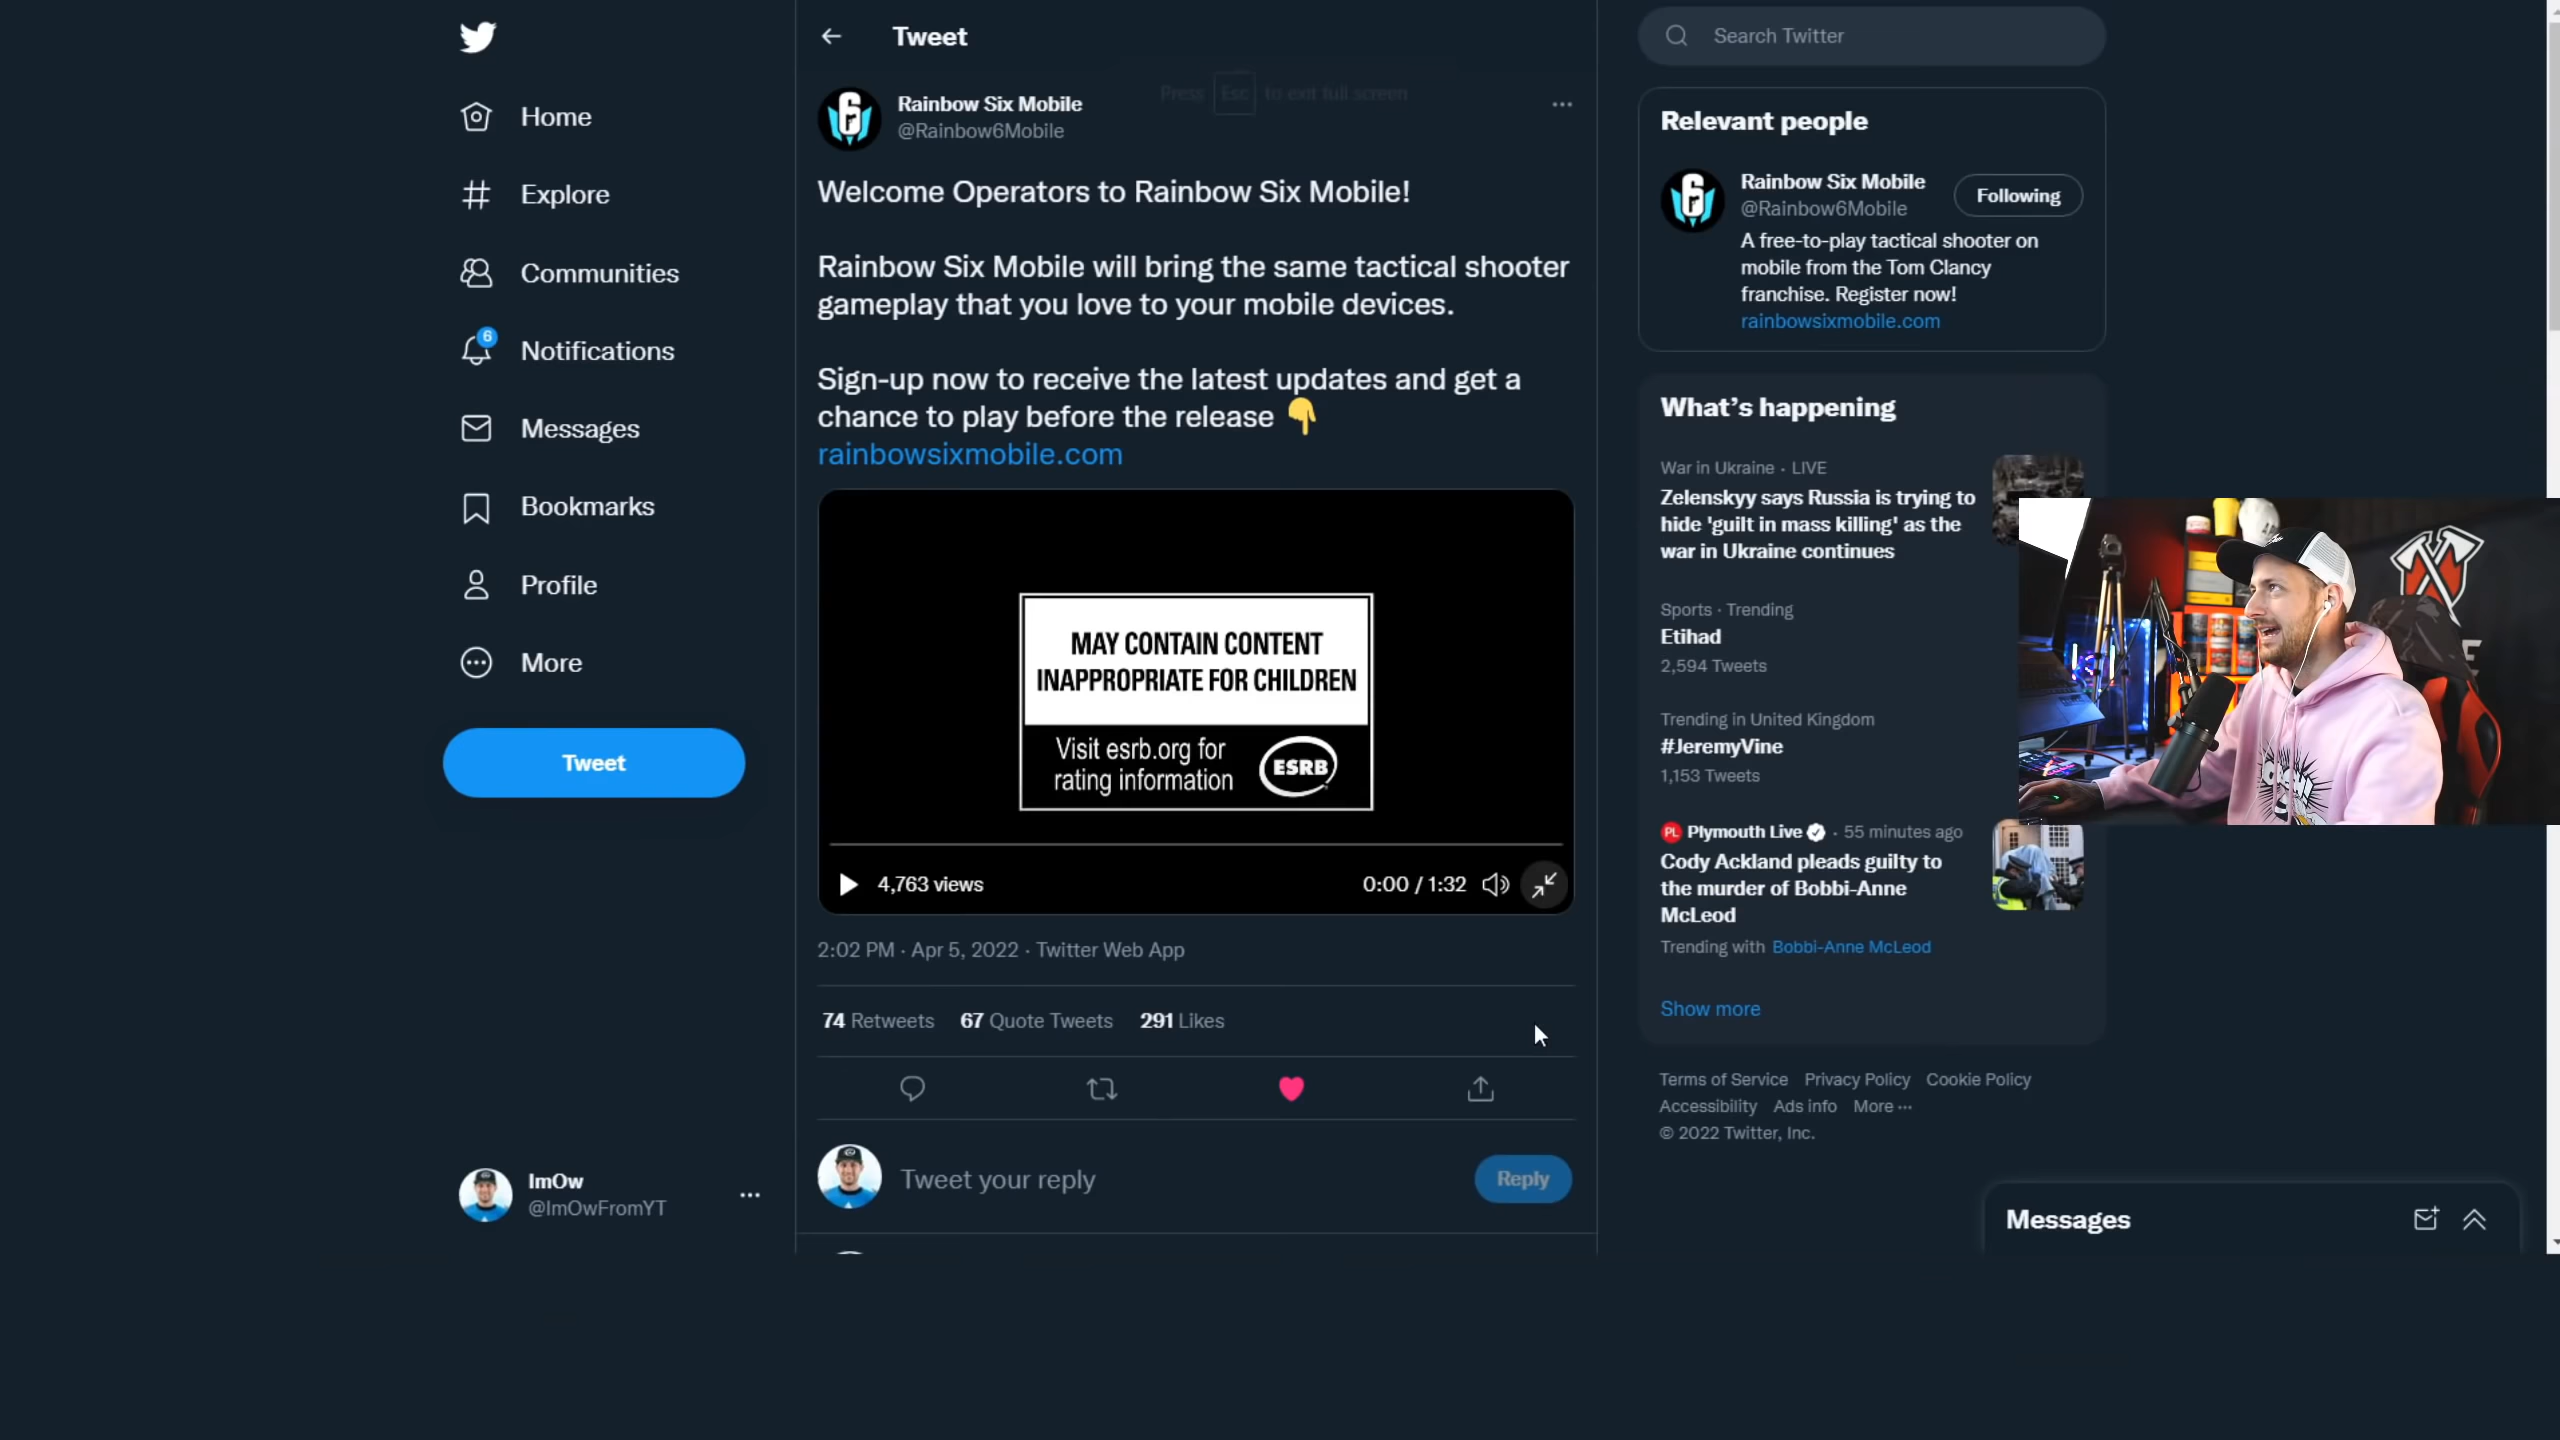 Home
Explore
Communities
6
Notifications
Messages
Bookmarks
Profile
More
Tweet
ImOw
@ImOwFromYT
Tweet
Press Esc to exit full screen
Rainbow Six Mobile
@Rainbow6Mobile
Welcome Operators to Rainbow Six Mobile!
Rainbow Six Mobile will bring the same tactical shooter
gameplay that you love to your mobile devices.
Sign-up now to receive the latest updates and get a
chance to play before the release 👇
rainbowsixmobile.com
MAY CONTAIN CONTENT
INAPPROPRIATE FOR CHILDREN
Visit esrb.org for
rating information
ESRB
4,763 views
0:00 / 1:32
2:02 PM · Apr 5, 2022 · Twitter Web App
74 Retweets 67 Quote Tweets 291 Likes
Tweet your reply
Reply
Search Twitter
Relevant people
Rainbow Six Mobile
@Rainbow6Mobile
Following
A free-to-play tactical shooter on
mobile from the Tom Clancy
franchise. Register now!
rainbowsixmobile.com
What's happening
War in Ukraine · LIVE
Zelenskyy says Russia is trying to
hide 'guilt in mass killing' as the
war in Ukraine continues
Sports · Trending
Etihad
2,594 Tweets
Trending in United Kingdom
#JeremyVine
1,153 Tweets
PL Plymouth Live · 55 minutes ago
Cody Ackland pleads guilty to
the murder of Bobbi-Anne
McLeod
Trending with Bobbi-Anne McLeod
Show more
Terms of Service Privacy Policy Cookie Policy
Accessibility Ads info More ···
© 2022 Twitter, Inc.
Messages